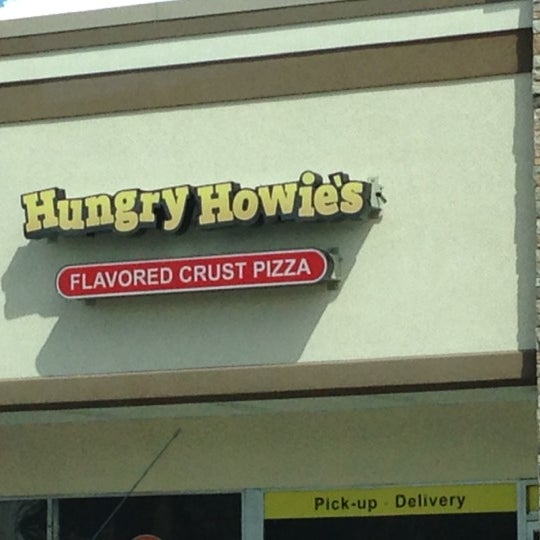 Hungry Howie's
FLAVORED CRUST PIZZA
Pick-up - Delivery